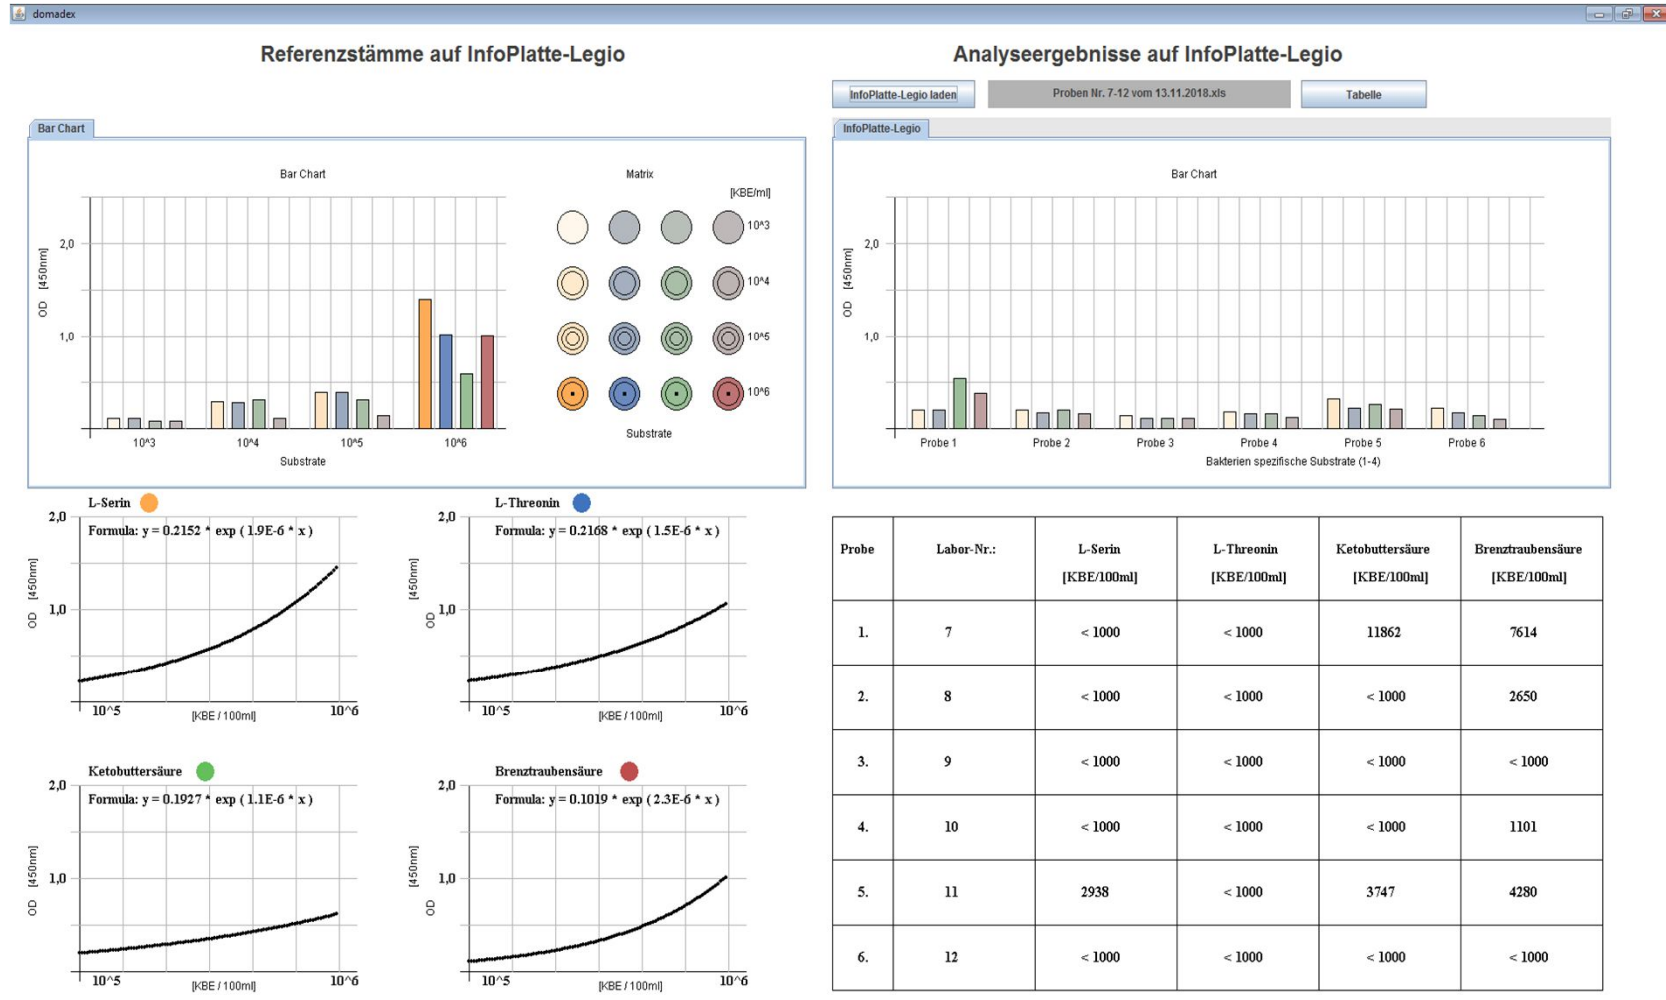 domadex
Referenzstämme auf InfoPlatte-Legio
Analyseergebnisse auf InfoPlatte-Legio
InfoPlatte-Legio laden
Proben Nr. 7-12 vom 13.11.2018.xls
Tabelle
Bar Chart
Bar Chart
Matrix
[KBE/ml]
2,0
1,0
OD [450nm]
10^3
10^4
10^5
10^6
10^3
10^4
10^5
10^6
Substrate
Substrate
InfoPlatte-Legio
Bar Chart
2,0
1,0
OD [450nm]
Probe 1
Probe 2
Probe 3
Probe 4
Probe 5
Probe 6
Bakterien spezifische Substrate (1-4)
L-Serin
Formula: y = 0.2152 * exp ( 1.9E-6 * x )
2,0
1,0
OD [450nm]
10^5
[KBE / 100ml]
10^6
L-Threonin
Formula: y = 0.2168 * exp ( 1.5E-6 * x )
2,0
1,0
OD [450nm]
10^5
[KBE / 100ml]
10^6
Ketobuttersäure
Formula: y = 0.1927 * exp ( 1.1E-6 * x )
2,0
1,0
OD [450nm]
10^5
[KBE / 100ml]
10^6
Brenztraubensäure
Formula: y = 0.1019 * exp ( 2.3E-6 * x )
2,0
1,0
OD [450nm]
10^5
[KBE / 100ml]
10^6
Probe Labor-Nr.: L-Serin L-Threonin Ketobuttersäure Brenztraubensäure
[KBE/100ml] [KBE/100ml] [KBE/100ml] [KBE/100ml]
1. 7 < 1000 < 1000 11862 7614
2. 8 < 1000 < 1000 < 1000 2650
3. 9 < 1000 < 1000 < 1000 < 1000
4. 10 < 1000 < 1000 < 1000 1101
5. 11 2938 < 1000 3747 4280
6. 12 < 1000 < 1000 < 1000 < 1000